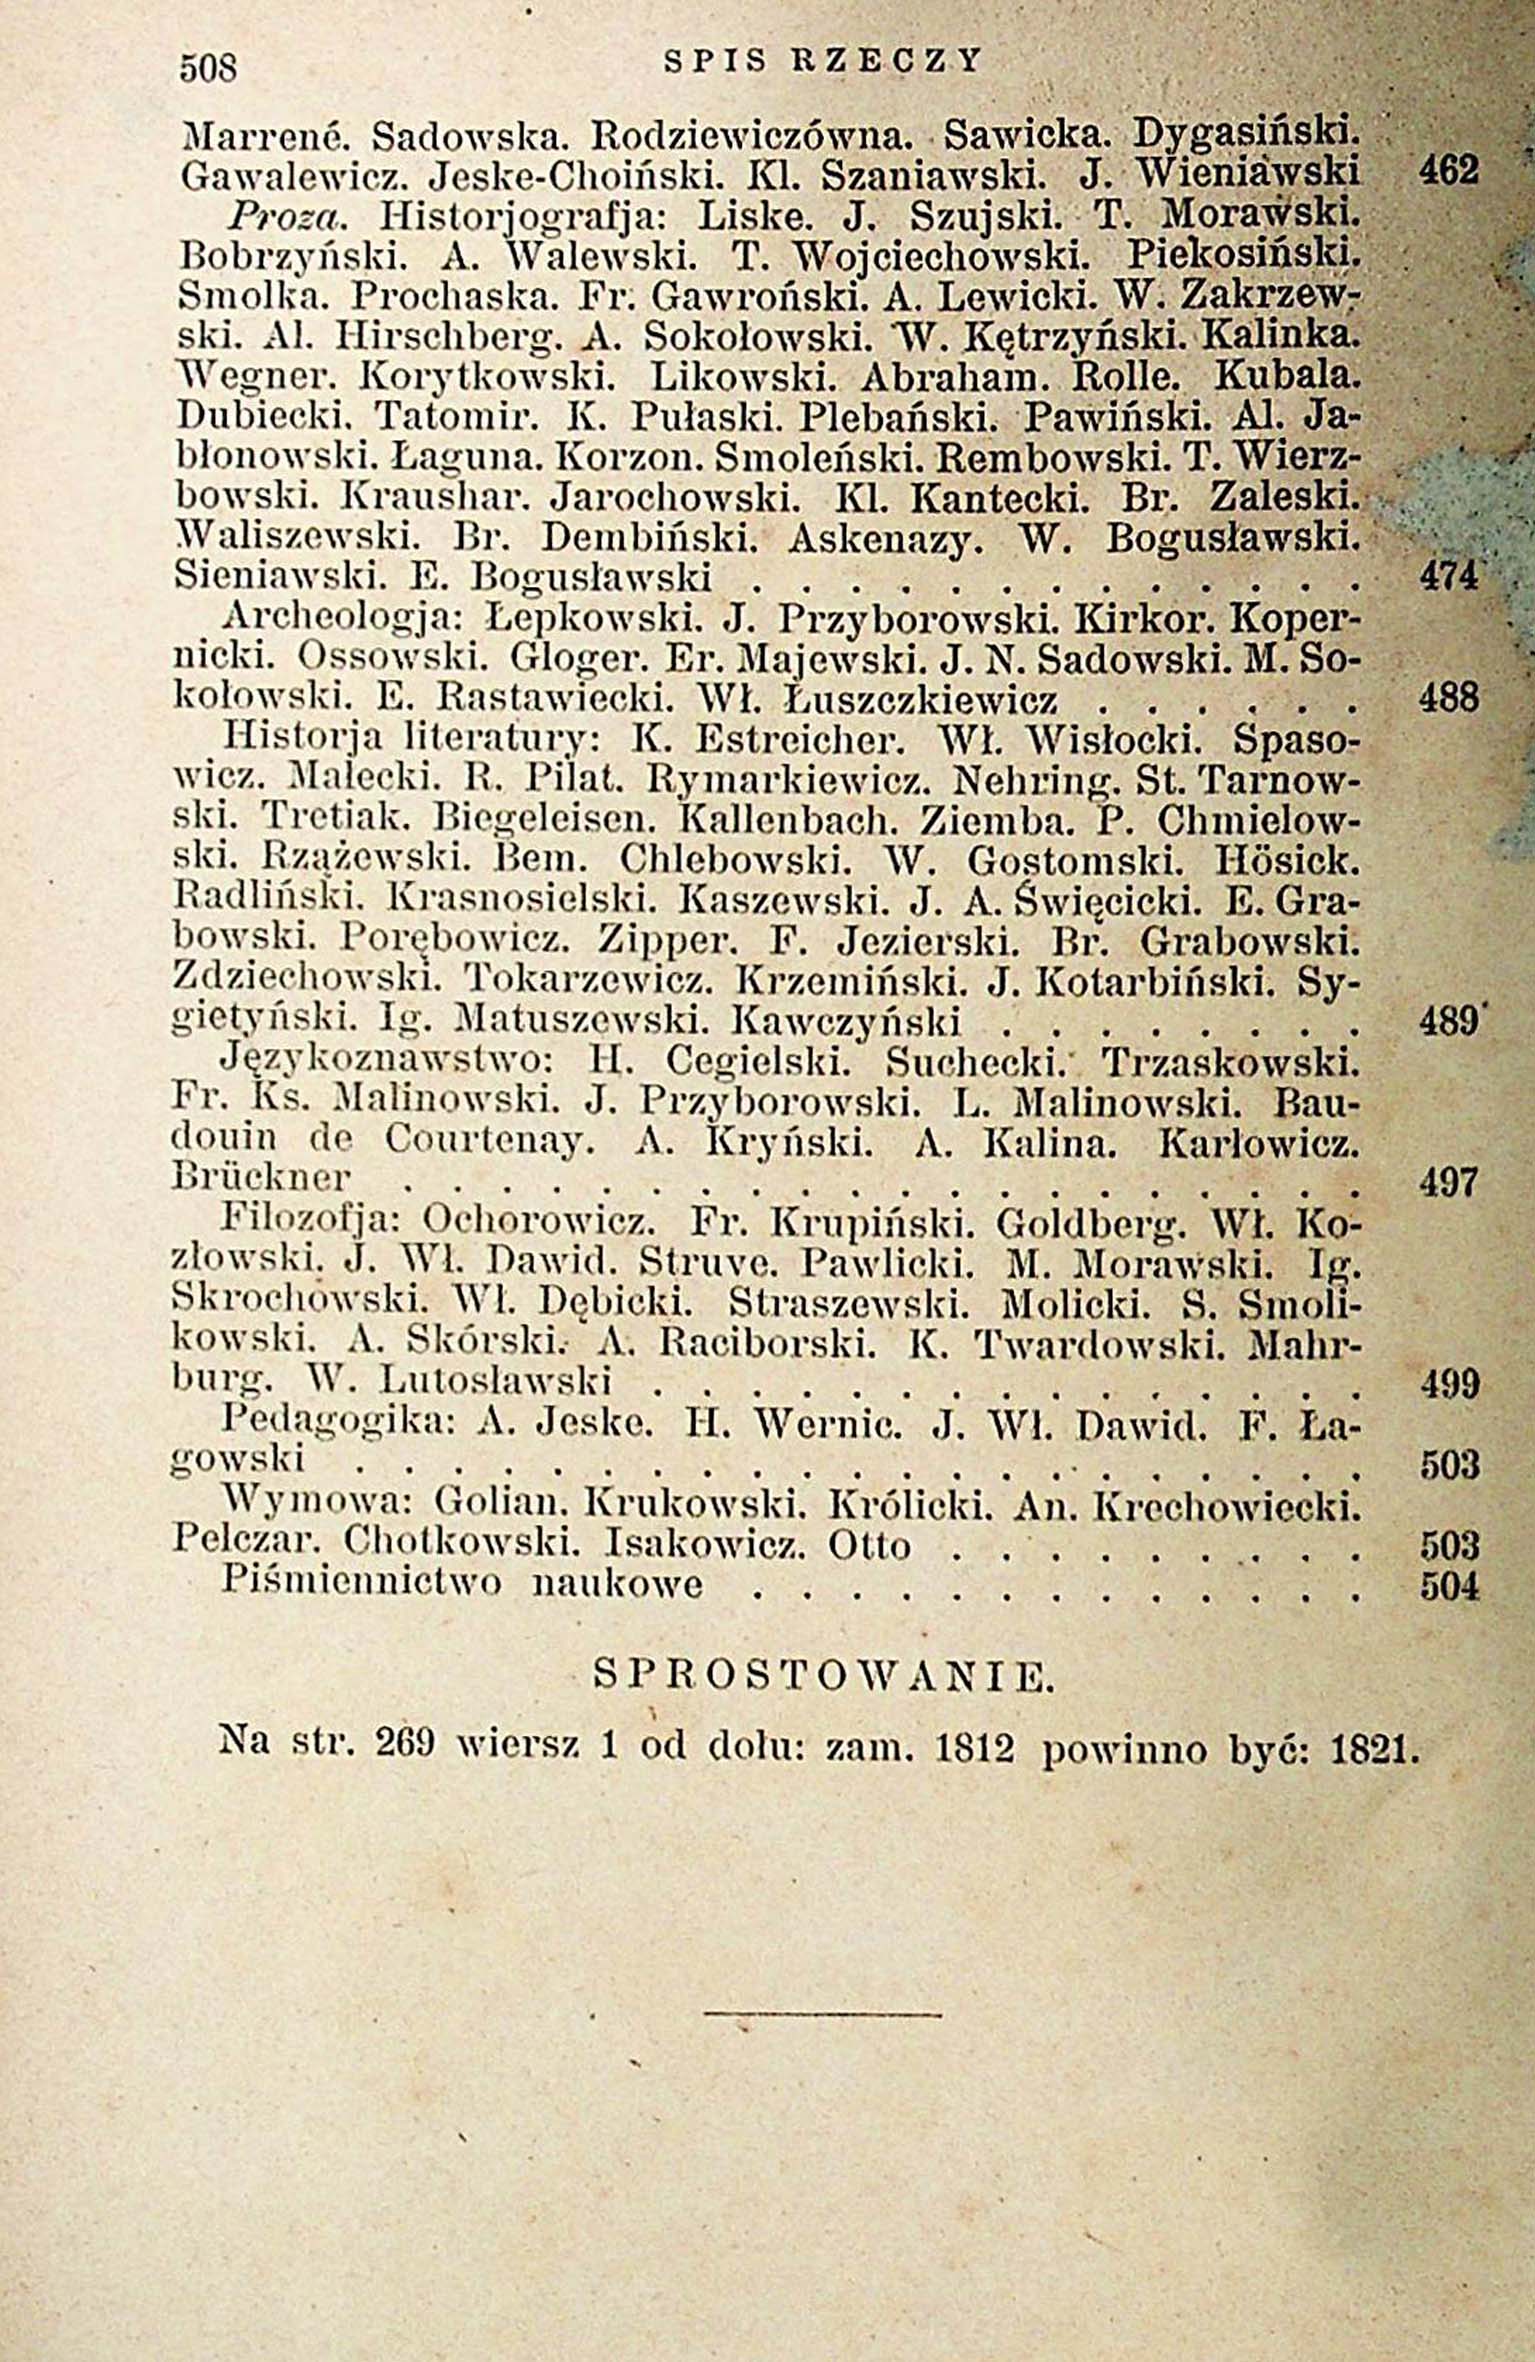 508 SPIS RZECZY
Marrené. Sadowska. Rodziewiczówna. Sawicka. Dygasiński.
Gawalewicz. Jeske-Choiński. Kl. Szaniawski. J. Wieniawski 462
Proza. Historjografja: Liske. J. Szujski. T. Morawski.
Bobrzyński. A. Walewski. T. Wojciechowski. Piekosiński.
Smolka. Prochaska. Fr. Gawroński. A. Lewicki. W. Zakrzew-
ski. Al. Hirschberg. A. Sokołowski. W. Kętrzyński. Kalinka.
Wegner. Korytkowski. Likowski. Abraham. Rolle. Kubala.
Dubiecki. Tatomir. K. Pułaski. Plebański. Pawiński. Al. Ja-
błonowski. Łaguna. Korzon. Smoleński. Rembowski. T. Wierz-
bowski. Kraushar. Jarochowski. Kl. Kantecki. Br. Zaleski.
Waliszewski. Br. Dembiński. Askenazy. W. Bogusławski.
Sieniawski. E. Bogusławski . . . . . . . . . . . . . 474
Archeologja: Łepkowski. J. Przyborowski. Kirkor. Koper-
nicki. Ossowski. Gloger. Er. Majewski. J. N. Sadowski. M. So-
kołowski. E. Rastawiecki. Wł. Łuszczkiewicz . . . . . . 488
Historja literatury: K. Estreicher. Wł. Wisłocki. Spaso-
wicz. Małecki. R. Pilat. Rymarkiewicz. Nehring. St. Tarnow-
ski. Tretiak. Biegeleisen. Kallenbach. Ziemba. P. Chmielow-
ski. Rzążewski. Bem. Chlebowski. W. Gostomski. Hösick.
Radliński. Krasnosielski. Kaszewski. J. A. Święcicki. E. Gra-
bowski. Porębowicz. Zipper. F. Jezierski. Br. Grabowski.
Zdziechowski. Tokarzewicz. Krzemiński. J. Kotarbiński. Sy-
gietyński. Ig. Matuszewski. Kawczyński . . . . . . . . 489
Językoznawstwo: H. Cegielski. Suchecki. Trzaskowski.
Fr. Ks. Malinowski. J. Przyborowski. L. Malinowski. Bau-
douin de Courtenay. A. Kryński. A. Kalina. Karłowicz.
Brückner . . . . . . . . . . . . . . . . . . . . 497
Filozofja: Ochorowicz. Fr. Krupiński. Goldberg. Wł. Ko-
złowski. J. Wł. Dawid. Struve. Pawlicki. M. Morawski. Ig.
Skrochowski. Wł. Dębicki. Straszewski. Molicki. S. Smoli-
kowski. A. Skórski. A. Raciborski. K. Twardowski. Mahr-
burg. W. Lutosławski . . . . . . . . . . . . . . . 499
Pedagogika: A. Jeske. H. Wernic. J. Wł. Dawid. F. Ła-
gowski . . . . . . . . . . . . . . . . . . . . . 503
Wymowa: Golian. Krukowski. Królicki. An. Krechowiecki.
Pelczar. Chotkowski. Isakowicz. Otto . . . . . . . . . 503
Piśmiennictwo naukowe . . . . . . . . . . . . . 504
SPROSTOWANIE.
Na str. 269 wiersz 1 od dołu: zam. 1812 powinno być: 1821.